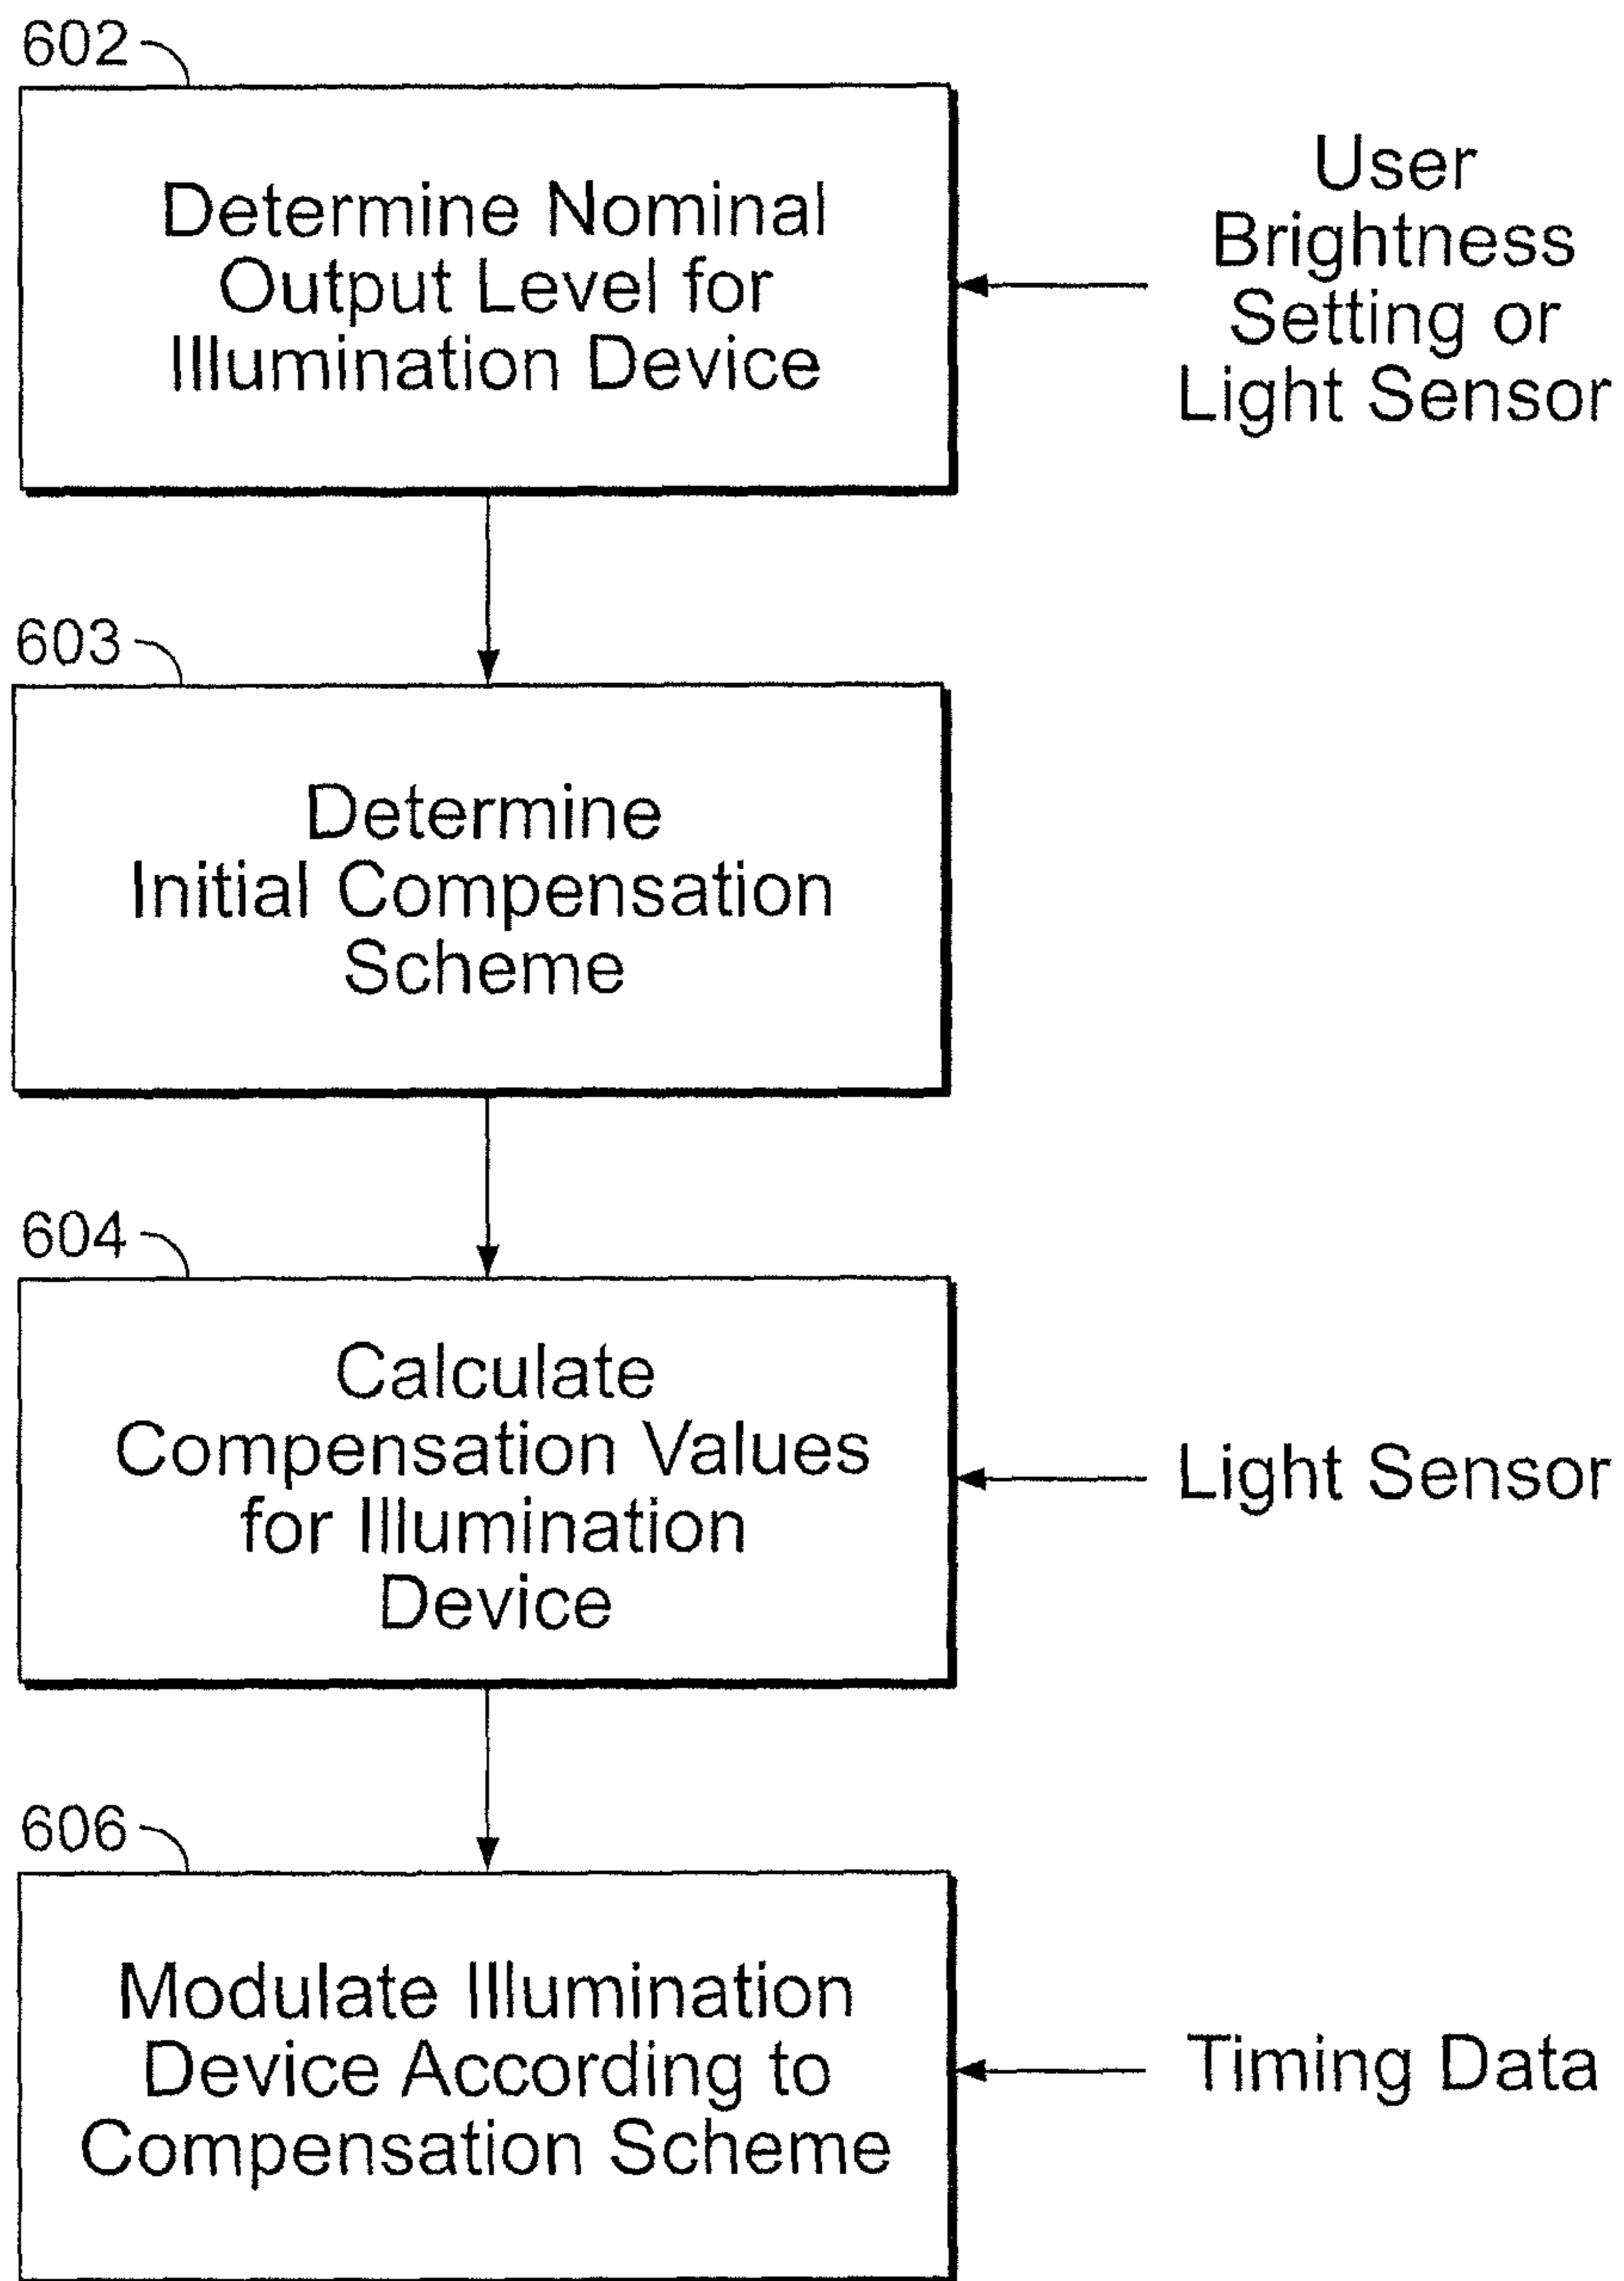 602
Determine Nominal
Output Level for
Illumination Device
User
Brightness
Setting or
Light Sensor
603
Determine
Initial Compensation
Scheme
604
Calculate
Compensation Values
for Illumination
Device
Light Sensor
606
Modulate Illumination
Device According to
Compensation Scheme
Timing Data